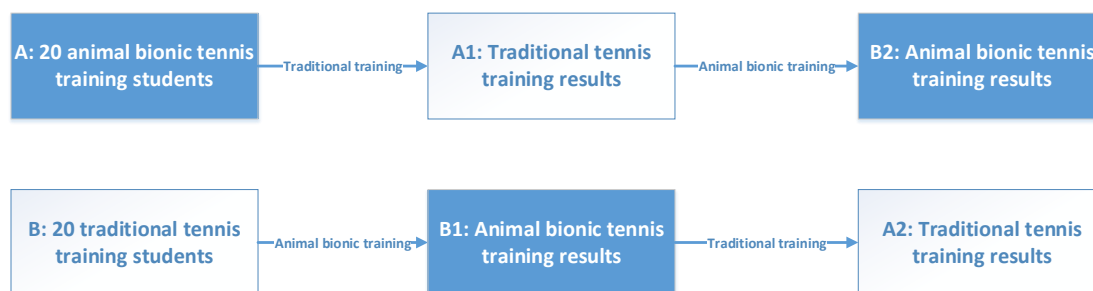 A: 20 animal bionic tennis
training students
Traditional training
A1: Traditional tennis
training results
Animal bionic training
B2: Animal bionic tennis
training results
B: 20 traditional tennis
training students
Animal bionic training
B1: Animal bionic tennis
training results
Traditional training
A2: Traditional tennis
training results